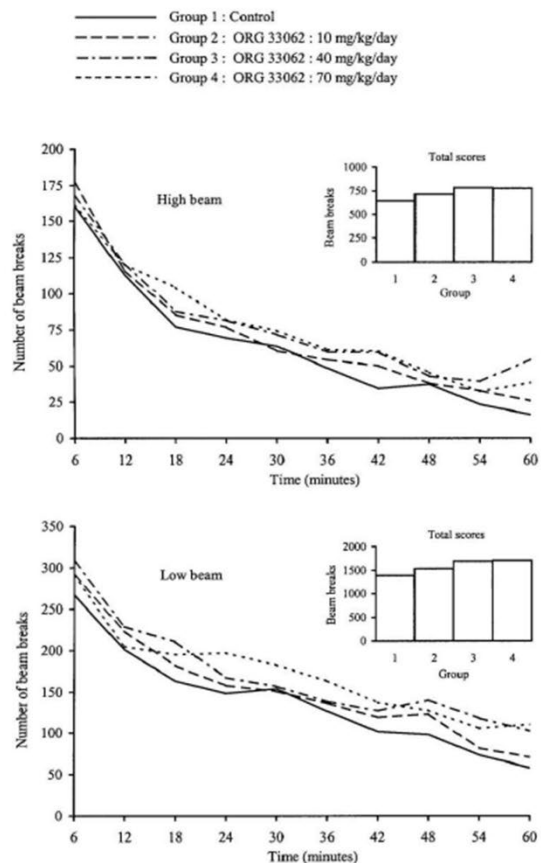 Group 1 : Control
Group 2 : ORG 33062 : 10 mg/kg/day
Group 3 : ORG 33062 : 40 mg/kg/day
Group 4 : ORG 33062 : 70 mg/kg/day
High beam
Number of beam breaks
200
175
150
125
100
75
50
25
0
6 12 18 24 30 36 42 48 54 60
Time (minutes)
Total scores
Beam breaks
1000
750
500
250
0
1 2 3 4
Group
Low beam
Number of beam breaks
350
300
250
200
150
100
50
0
6 12 18 24 30 36 42 48 54 60
Time (minutes)
Total scores
Beam breaks
2000
1500
1000
500
0
1 2 3 4
Group